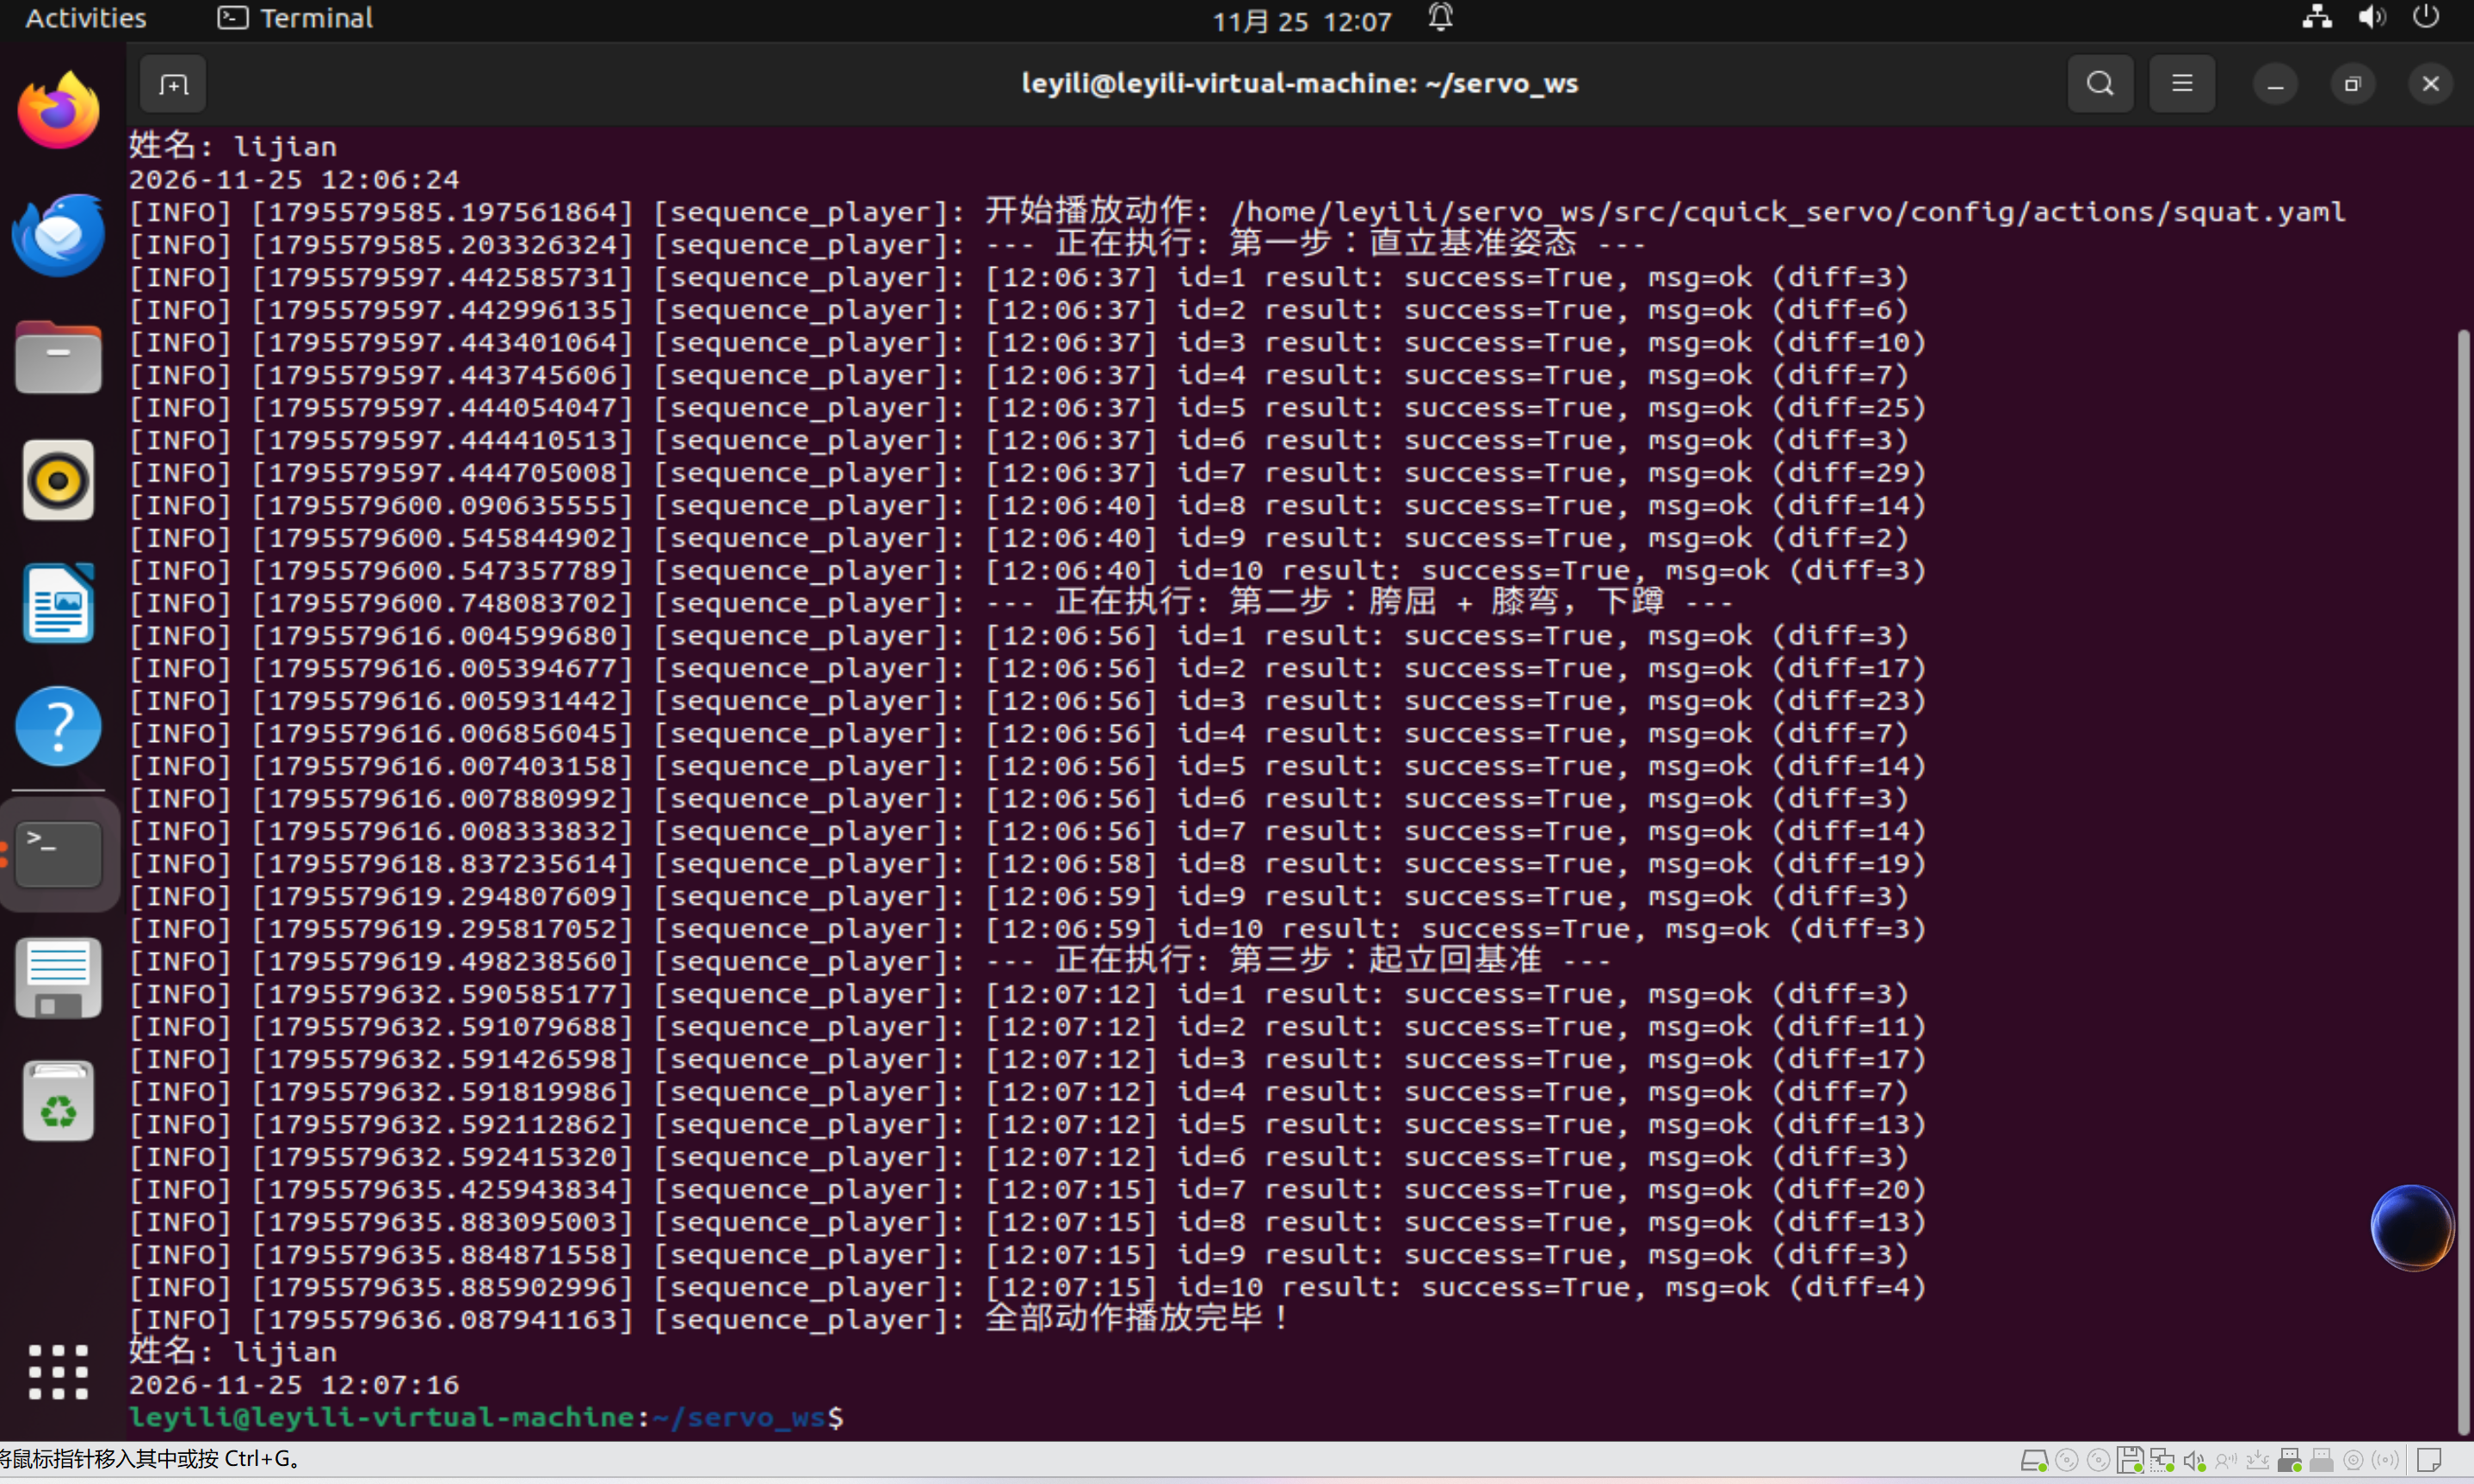 Activities
Terminal
11月 25 12:07
leyili@leyili-virtual-machine: ~/servo_ws
姓名: lijian
2026-11-25 12:06:24
[INFO] [1795579585.197561864] [sequence_player]: 开始播放动作: /home/leyili/servo_ws/src/cquick_servo/config/actions/squat.yaml
[INFO] [1795579585.203326324] [sequence_player]: --- 正在执行: 第一步：直立基准姿态 ---
[INFO] [1795579597.442585731] [sequence_player]: [12:06:37] id=1 result: success=True, msg=ok (diff=3)
[INFO] [1795579597.442996135] [sequence_player]: [12:06:37] id=2 result: success=True, msg=ok (diff=6)
[INFO] [1795579597.443401064] [sequence_player]: [12:06:37] id=3 result: success=True, msg=ok (diff=10)
[INFO] [1795579597.443745606] [sequence_player]: [12:06:37] id=4 result: success=True, msg=ok (diff=7)
[INFO] [1795579597.444054047] [sequence_player]: [12:06:37] id=5 result: success=True, msg=ok (diff=25)
[INFO] [1795579597.444410513] [sequence_player]: [12:06:37] id=6 result: success=True, msg=ok (diff=3)
[INFO] [1795579597.444705008] [sequence_player]: [12:06:37] id=7 result: success=True, msg=ok (diff=29)
[INFO] [1795579600.090635555] [sequence_player]: [12:06:40] id=8 result: success=True, msg=ok (diff=14)
[INFO] [1795579600.545844902] [sequence_player]: [12:06:40] id=9 result: success=True, msg=ok (diff=2)
[INFO] [1795579600.547357789] [sequence_player]: [12:06:40] id=10 result: success=True, msg=ok (diff=3)
[INFO] [1795579600.748083702] [sequence_player]: --- 正在执行: 第二步：胯屈 + 膝弯, 下蹲 ---
[INFO] [1795579616.004599680] [sequence_player]: [12:06:56] id=1 result: success=True, msg=ok (diff=3)
[INFO] [1795579616.005394677] [sequence_player]: [12:06:56] id=2 result: success=True, msg=ok (diff=17)
[INFO] [1795579616.005931442] [sequence_player]: [12:06:56] id=3 result: success=True, msg=ok (diff=23)
[INFO] [1795579616.006856045] [sequence_player]: [12:06:56] id=4 result: success=True, msg=ok (diff=7)
[INFO] [1795579616.007403158] [sequence_player]: [12:06:56] id=5 result: success=True, msg=ok (diff=14)
[INFO] [1795579616.007880992] [sequence_player]: [12:06:56] id=6 result: success=True, msg=ok (diff=3)
[INFO] [1795579616.008333832] [sequence_player]: [12:06:56] id=7 result: success=True, msg=ok (diff=14)
[INFO] [1795579618.837235614] [sequence_player]: [12:06:58] id=8 result: success=True, msg=ok (diff=19)
[INFO] [1795579619.294807609] [sequence_player]: [12:06:59] id=9 result: success=True, msg=ok (diff=3)
[INFO] [1795579619.295817052] [sequence_player]: [12:06:59] id=10 result: success=True, msg=ok (diff=3)
[INFO] [1795579619.498238560] [sequence_player]: --- 正在执行: 第三步：起立回基准 ---
[INFO] [1795579632.590585177] [sequence_player]: [12:07:12] id=1 result: success=True, msg=ok (diff=3)
[INFO] [1795579632.591079688] [sequence_player]: [12:07:12] id=2 result: success=True, msg=ok (diff=11)
[INFO] [1795579632.591426598] [sequence_player]: [12:07:12] id=3 result: success=True, msg=ok (diff=17)
[INFO] [1795579632.591819986] [sequence_player]: [12:07:12] id=4 result: success=True, msg=ok (diff=7)
[INFO] [1795579632.592112862] [sequence_player]: [12:07:12] id=5 result: success=True, msg=ok (diff=13)
[INFO] [1795579632.592415320] [sequence_player]: [12:07:12] id=6 result: success=True, msg=ok (diff=3)
[INFO] [1795579635.425943834] [sequence_player]: [12:07:15] id=7 result: success=True, msg=ok (diff=20)
[INFO] [1795579635.883095003] [sequence_player]: [12:07:15] id=8 result: success=True, msg=ok (diff=13)
[INFO] [1795579635.884871558] [sequence_player]: [12:07:15] id=9 result: success=True, msg=ok (diff=3)
[INFO] [1795579635.885902996] [sequence_player]: [12:07:15] id=10 result: success=True, msg=ok (diff=4)
[INFO] [1795579636.087941163] [sequence_player]: 全部动作播放完毕！
姓名: lijian
2026-11-25 12:07:16
leyili@leyili-virtual-machine:~/servo_ws$
将鼠标指针移入其中或按 Ctrl+G。